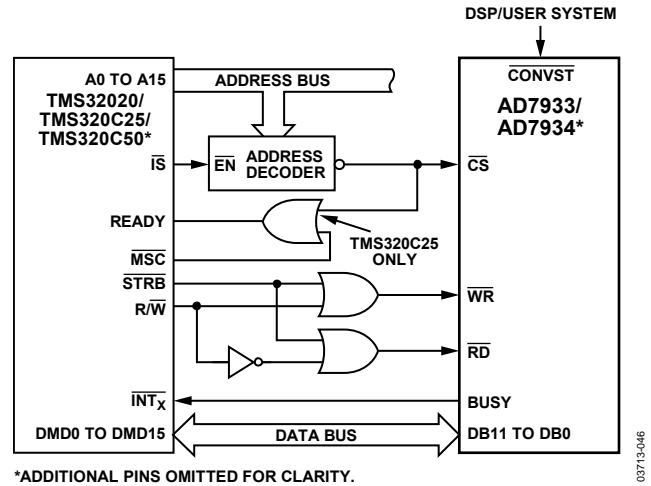 DSP/USER SYSTEM
A0 TO A15
ADDRESS BUS
CONVST
TMS32020/
TMS320C25/
TMS320C50*
AD7933/
AD7934*
IS
EN
ADDRESS
DECODER
CS
READY
TMS320C25
ONLY
MSC
STRB
R/W
WR
RD
INTX
BUSY
DMD0 TO DMD15
DATA BUS
DB11 TO DB0
*ADDITIONAL PINS OMITTED FOR CLARITY.
03713-046